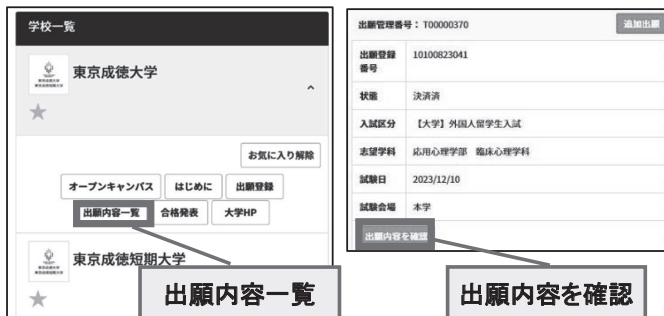 学校一覧
東京成徳大学
お気に入り解除
オープンキャンパス はじめに 出願登録
出願内容一覧 合格発表 大学HP
東京成徳短期大学
出願内容一覧
出願管理番号：T00000370 追加出願
出願登録番号 10100823041
状態 決済済
入試区分 【大学】外国人留学生入試
志望学科 応用心理学部 臨床心理学科
試験日 2023/12/10
試験会場 本学
出願内容を確認
出願内容を確認